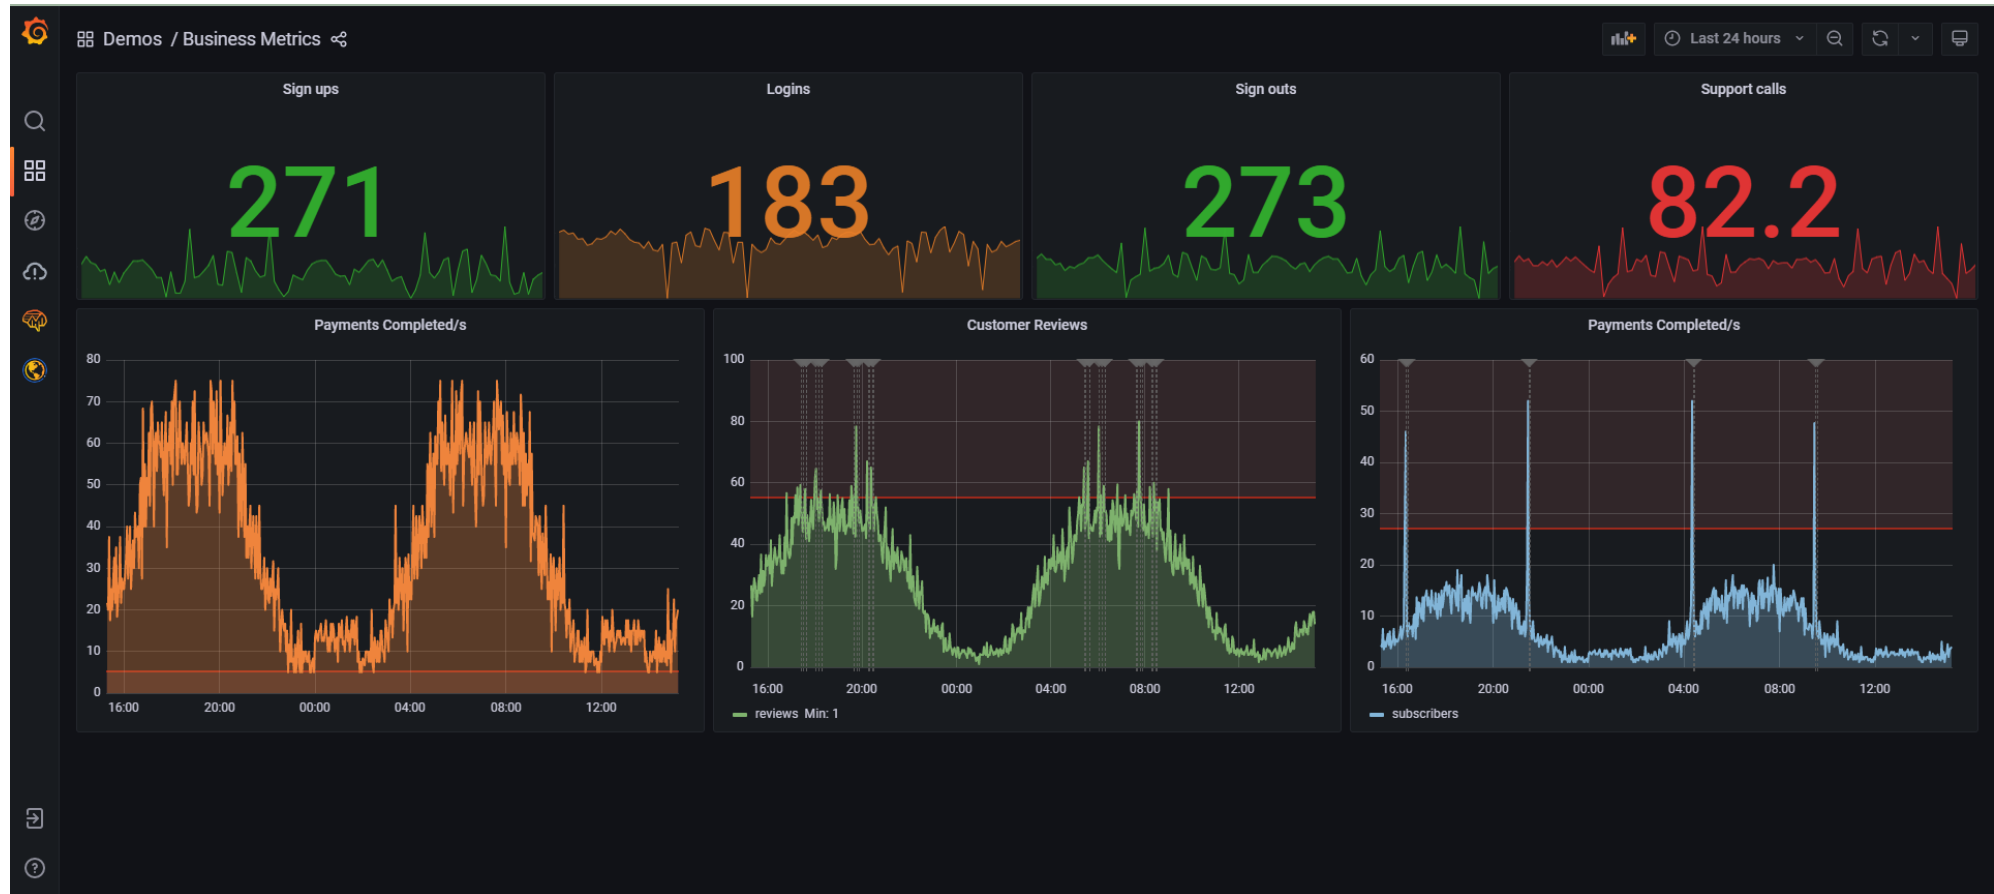 Demos / Business Metrics
Last 24 hours
Sign ups
271
Logins
183
Sign outs
273
Support calls
82.2
Payments Completed/s
80
70
60
50
40
30
20
10
0
16:00 20:00 00:00 04:00 08:00 12:00
Customer Reviews
100
80
60
40
20
0
16:00 20:00 00:00 04:00 08:00 12:00
reviews Min: 1
Payments Completed/s
60
50
40
30
20
10
0
16:00 20:00 00:00 04:00 08:00 12:00
subscribers